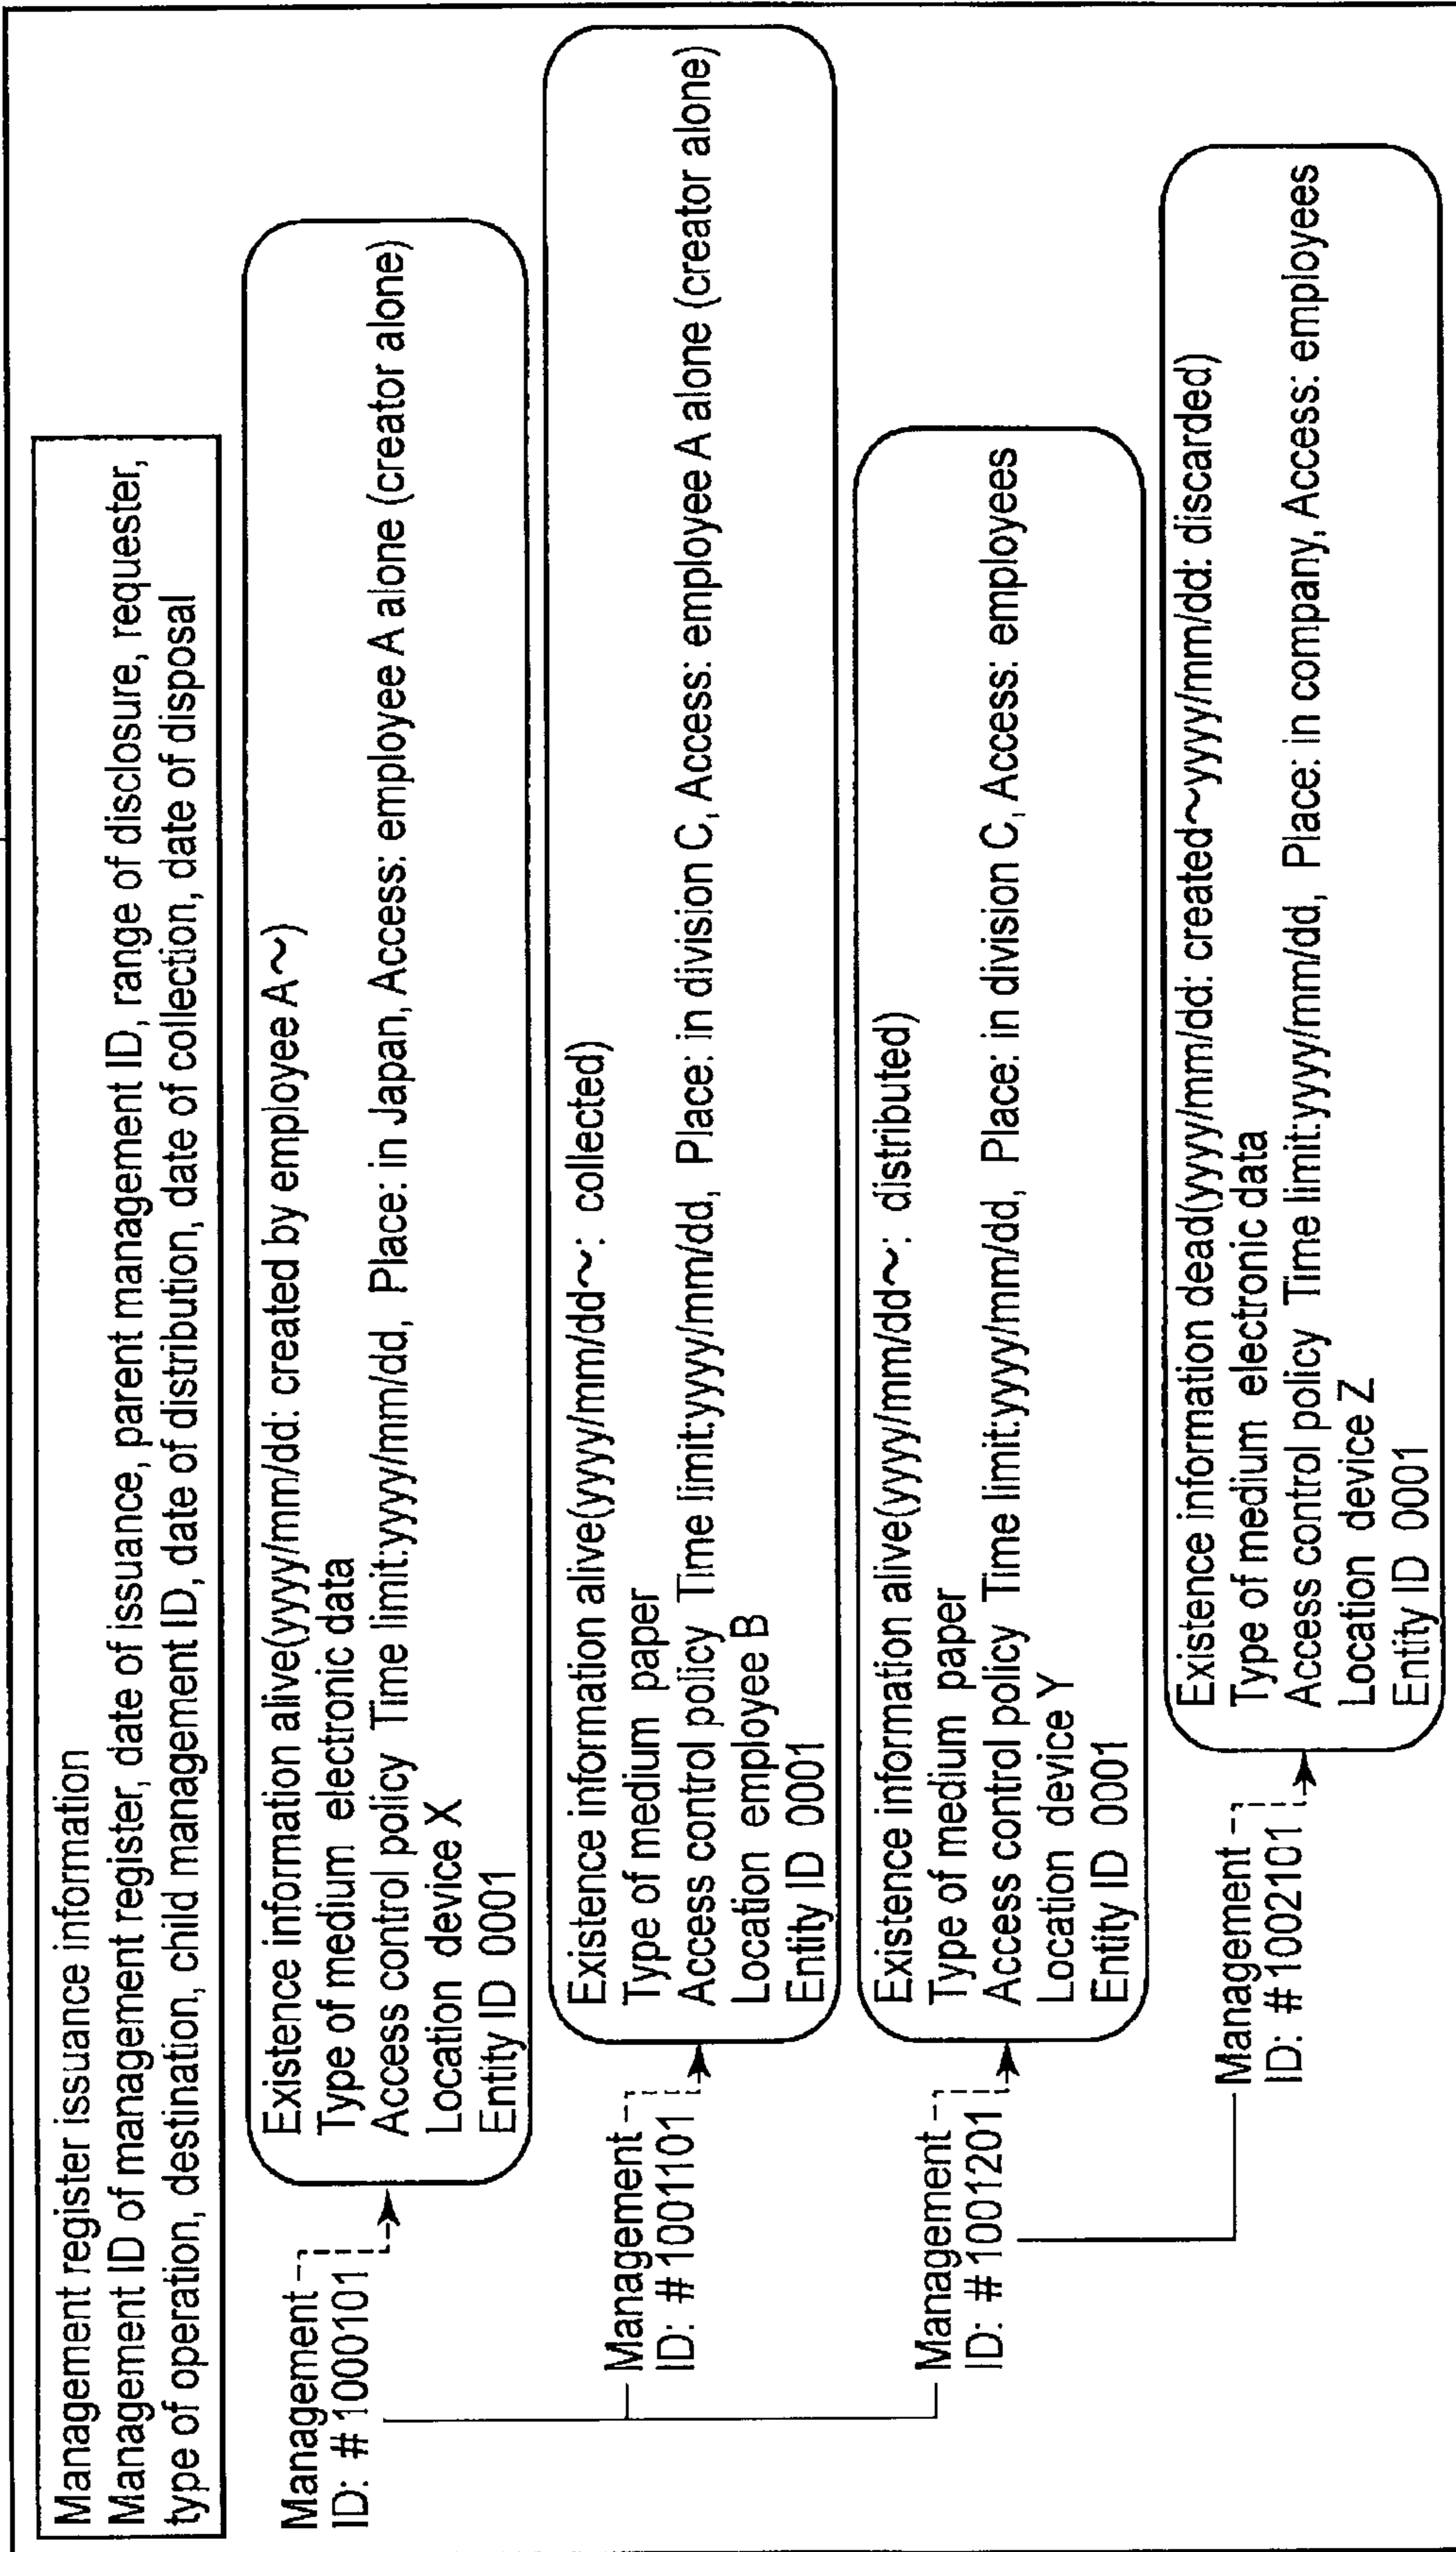 Management register issuance information
Management ID of management register, date of issuance, parent management ID, range of disclosure, requester,
type of operation, destination, child management ID, date of distribution, date of collection, date of disposal
Management
ID: #1000101
Existence information alive(yyyy/mm/dd: created by employee A~)
Type of medium electronic data
Access control policy Time limit:yyyy/mm/dd, Place: in Japan, Access: employee A alone (creator alone)
Location device X
Entity ID 0001
Management
ID: #1001101
Existence information alive(yyyy/mm/dd~: collected)
Type of medium paper
Access control policy Time limit:yyyy/mm/dd, Place: in division C, Access: employee A alone (creator alone)
Location employee B
Entity ID 0001
Management
ID: #1001201
Existence information alive(yyyy/mm/dd~: distributed)
Type of medium paper
Access control policy Time limit:yyyy/mm/dd, Place: in division C, Access: employees
Location device Y
Entity ID 0001
Management
ID: #1002101
Existence information dead(yyyy/mm/dd: created~yyyy/mm/dd: discarded)
Type of medium electronic data
Access control policy Time limit:yyyy/mm/dd, Place: in company, Access: employees
Location device Z
Entity ID 0001